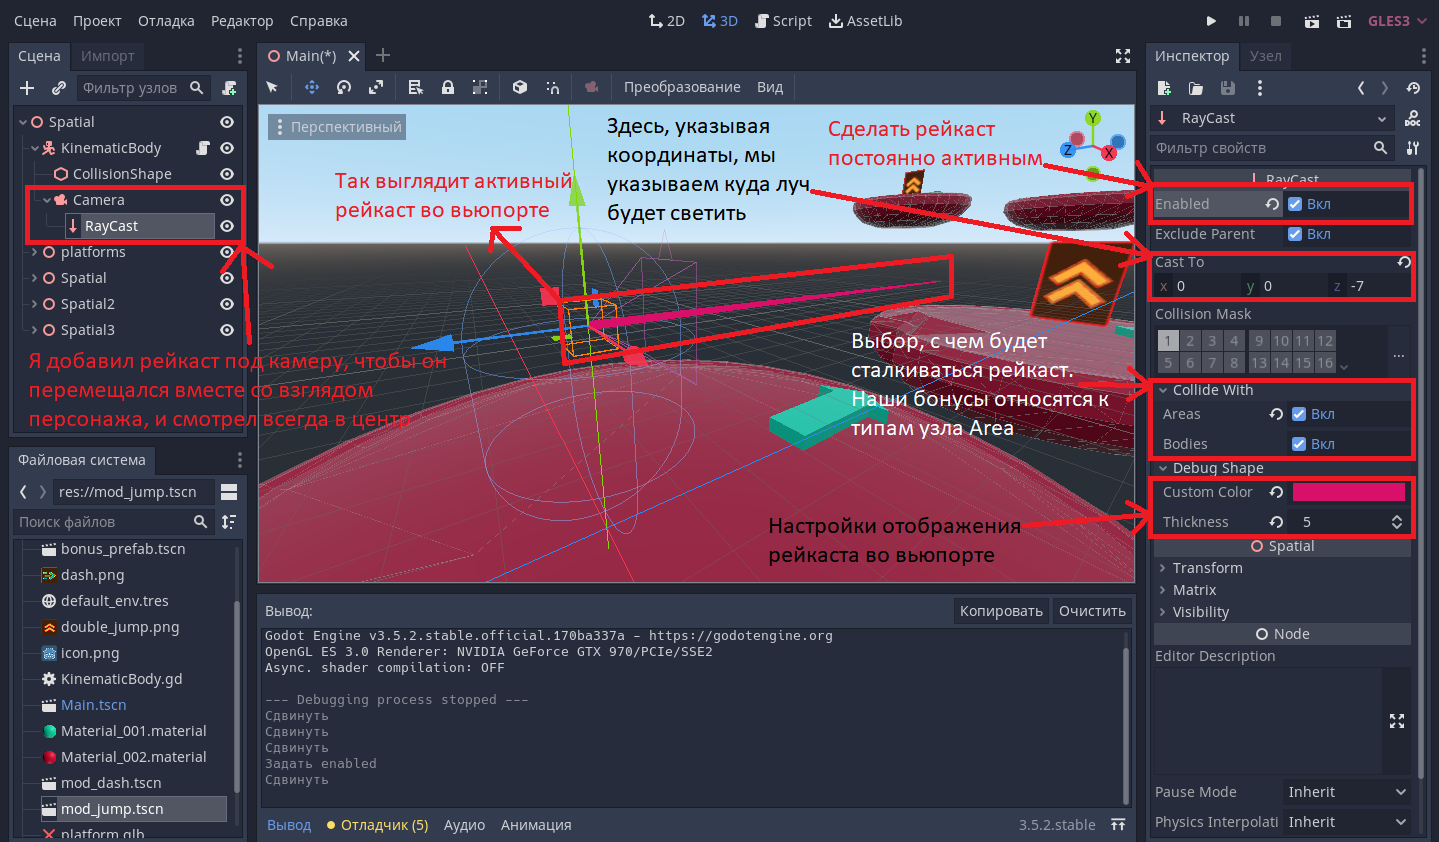 Сцена Проект Отладка Редактор Справка
2D 3D Script AssetLib
GLES3
Сцена Импорт
Фильтр узлов
Spatial
KinematicBody
CollisionShape
Camera
RayCast
platforms
Spatial
Spatial2
Spatial3
Я добавил рейкаст под камеру, чтобы он
перемещался вместе со взглядом
персонажа, и смотрел всегда в центр
Файловая система
res://mod_jump.tscn
Поиск файлов
bonus_prefab.tscn
dash.png
default_env.tres
double_jump.png
icon.png
KinematicBody.gd
Main.tscn
Material_001.material
Material_002.material
mod_dash.tscn
mod_jump.tscn
platform.glb
Main(*)
Преобразование Вид
Перспективный
Так выглядит активный
рейкаст во вьюпорте
Здесь, указывая
координаты, мы
указываем куда луч
будет светить
Сделать рейкаст
постоянно активным
Y
Z
X
Выбор, с чем будет
сталкиваться рейкаст.
Наши бонусы относятся к
типам узла Area
Настройки отображения
рейкаста во вьюпорте
Вывод:
Копировать Очистить
Godot Engine v3.5.2.stable.official.170ba337a - https://godotengine.org
OpenGL ES 3.0 Renderer: NVIDIA GeForce GTX 970/PCIe/SSE2
Async. shader compilation: OFF
--- Debugging process stopped ---
Сдвинуть
Сдвинуть
Сдвинуть
Задать enabled
Сдвинуть
Вывод Отладчик (5) Аудио Анимация
3.5.2.stable
Инспектор Узел
RayCast
Фильтр свойств
RayCast
Enabled Вкл
Exclude Parent Вкл
Cast To
x 0 y 0 z -7
Collision Mask
1 2 3 4 9 10 11 12
5 6 7 8 13 14 15 16
...
Collide With
Areas Вкл
Bodies Вкл
Debug Shape
Custom Color
Thickness 5
Spatial
Transform
Matrix
Visibility
Node
Editor Description
Pause Mode Inherit
Physics Interpolati Inherit